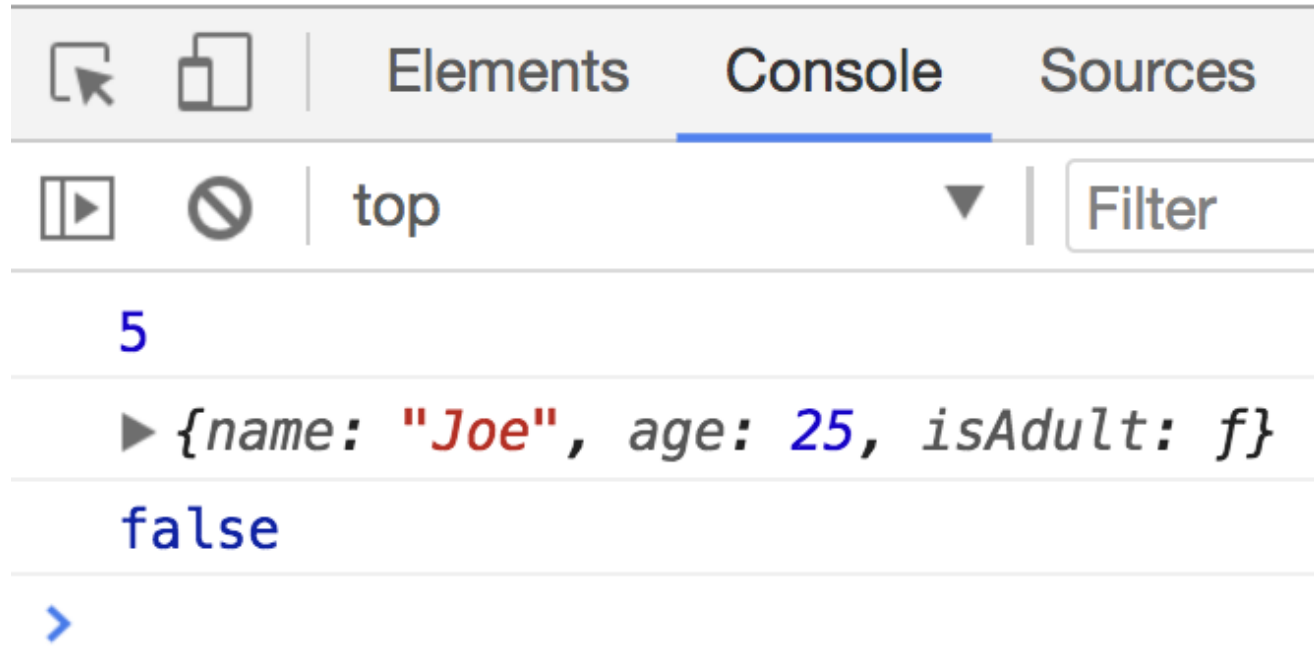 Elements Console Sources
top Filter
5
{name: "Joe", age: 25, isAdult: ƒ}
false